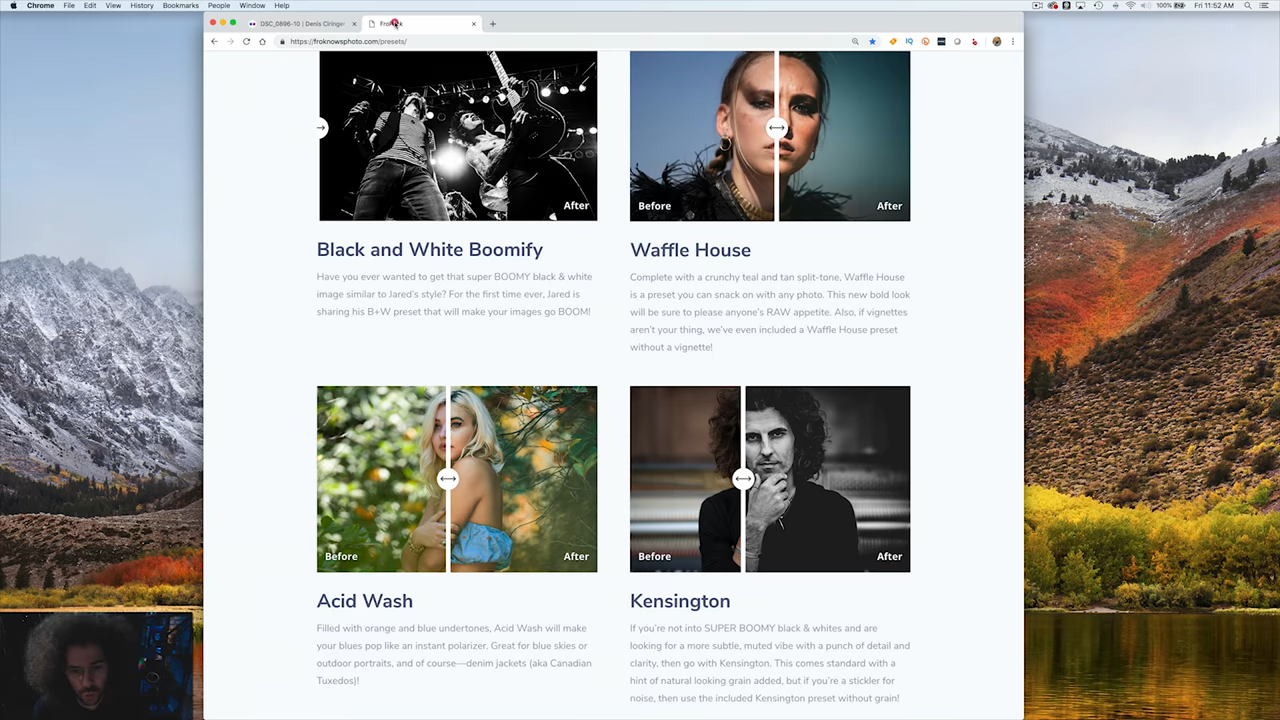 Chrome File Edit View History Bookmarks People Window Help
100% Fri 11:52 AM
DSC_0896-10 | Denis Ciringer
https://froknowsphoto.com/presets/
After
Before After
Black and White Boomify
Have you ever wanted to get that super BOOMY black & white
image similar to Jared's style? For the first time ever, Jared is
sharing his B+W preset that will make your images go BOOM!
Waffle House
Complete with a crunchy teal and tan split-tone, Waffle House
is a preset you can snack on with any photo. This new bold look
will be sure to please anyone's RAW appetite. Also, if vignettes
aren't your thing, we've even included a Waffle House preset
without a vignette!
Before After
Before After
Acid Wash
Filled with orange and blue undertones, Acid Wash will make
your blues pop like an instant polarizer. Great for blue skies or
outdoor portraits, and of course—denim jackets (aka Canadian
Tuxedos)!
Kensington
If you're not into SUPER BOOMY black & whites and are
looking for a more subtle, muted vibe with a punch of detail and
clarity, then go with Kensington. This comes standard with a
hint of natural looking grain added, but if you're a stickler for
noise, then use the included Kensington preset without grain!